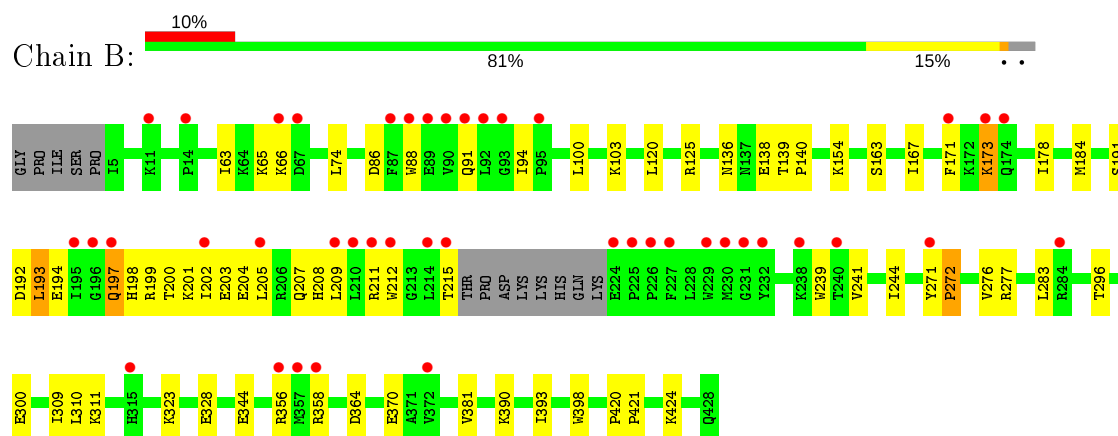 10%
Chain B:
81% 15% • •
GLY PRO ILE SER PRO I5 K11 P14 I63 K64 K65 K66 D67 L74 D86 F87 W88 E89 V90 Q91 L92 G93 I94 P95 L100 K103 L120 R125 N136 N137 E138 T139 P140 K154 S163 I167 F171 K172 K173 Q174 I178 M184 S191
D192 L193 E194 I195 G196 Q197 H198 R199 T200 K201 I202 E203 E204 L205 R206 Q207 H208 L209 L210 R211 W212 G213 L214 T215 THR PRO ASP LYS LYS HIS GLN LYS E224 P225 P226 F227 L228 W229 M230 G231 Y232 K238 W239 T240 V241 I244 Y271 P272 V276 R277 L283 R284 T296
E300 I309 L310 K311 H315 K323 E328 E344 R356 M357 R358 D364 E370 A371 V372 V381 K390 I393 W398 P420 P421 K424 Q428